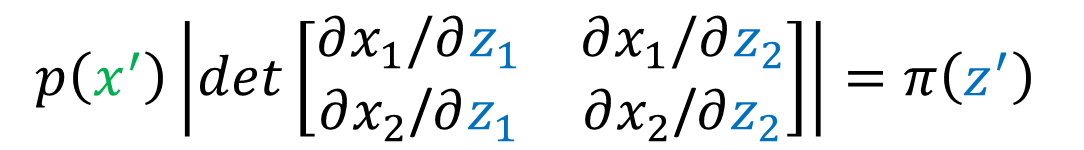 p(x′) |det [∂x₁/∂z₁ ∂x₁/∂z₂
∂x₂/∂z₁ ∂x₂/∂z₂]| = π(z′)